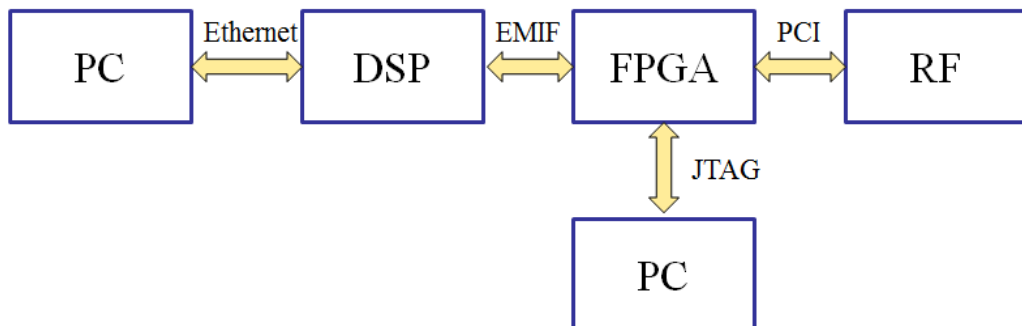 Ethernet
EMIF
PCI
PC
DSP
FPGA
RF
JTAG
PC